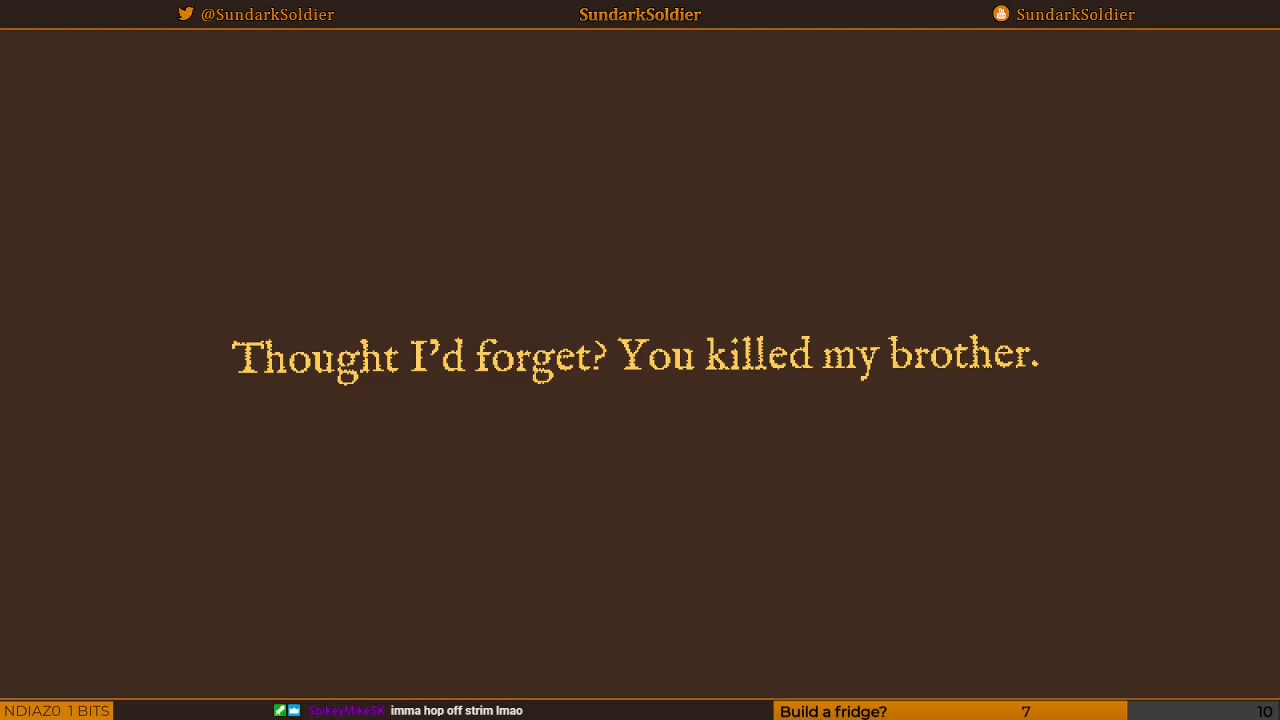 @SundarkSoldier SundarkSoldier SundarkSoldier
Thought I'd forget? You killed my brother.
NDIAZ0 1 BITS SpikeyMikeSK imma hop off strim lmao Build a fridge? 7 10